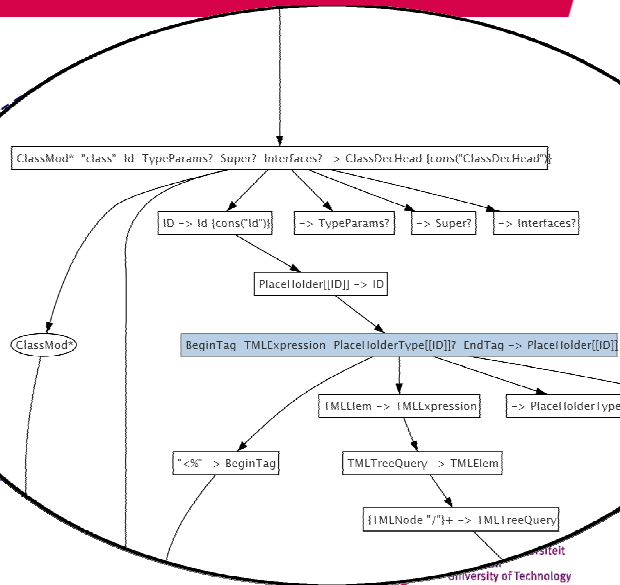 ClassMod* "class" Id TypeParams? Super? Interfaces? -> ClassDecHead {cons("ClassDecHead")}
ID -> Id {cons("Id")}
-> TypeParams?
-> Super?
-> Interfaces?
PlaceHolder[[ID]] -> ID
ClassMod*
BeginTag TMLExpression PlaceHolderType[[ID]]? EndTag -> PlaceHolder[[ID]]
TMLElem -> TMLExpression
-> PlaceHolderType
"<%" -> BeginTag
TMLTreeQuery -> TMLElem
{TMLNode "/"}+ -> TMLTreeQuery
University of Technology